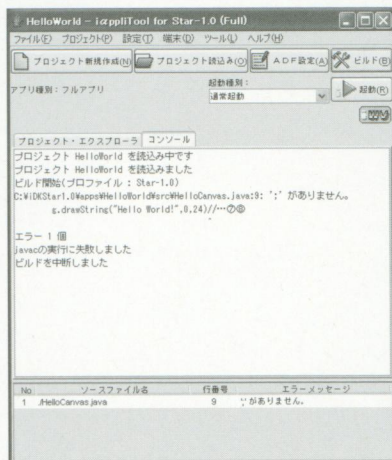 HelloWorld - iαppliTool for Star-1.0 (Full)
ファイル(F) プロジェクト(P) 設定(T) 端末(D) ツール(L) ヘルプ(H)
プロジェクト新規作成(N) プロジェクト読込み(O) ADF設定(A) ビルド(B)
アプリ種別：フルアプリ
起動種別：
通常起動
起動(R)
プロジェクト・エクスプローラ コンソール
プロジェクト HelloWorld を読込み中です
プロジェクト HelloWorld を読込みました
ビルド開始(プロファイル : Star-1.0)
C:¥iDKStar1.0¥apps¥HelloWorld¥src¥HelloCanvas.java:9: ';' がありません。
g.drawString("Hello World!",0,24)//…⑦⑧
^
エラー 1 個
javacの実行に失敗しました
ビルドを中断しました
No ソースファイル名 行番号 エラーメッセージ
1 ./HelloCanvas.java 9 ';' がありません。